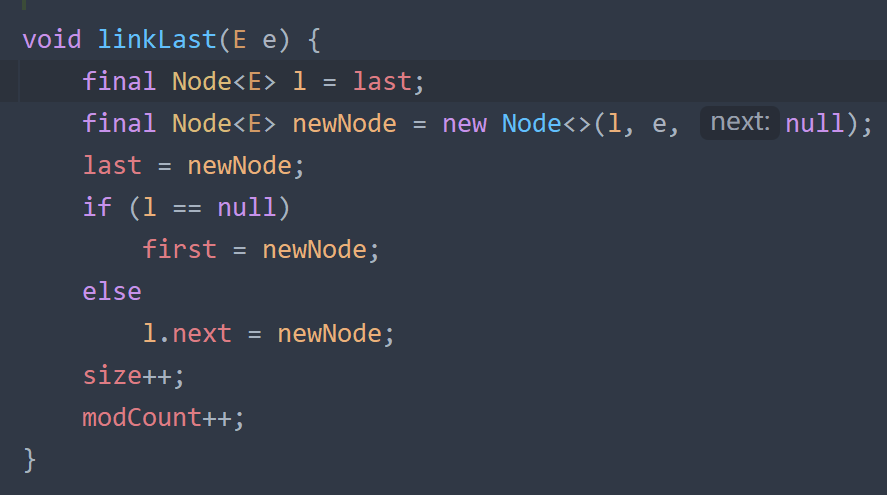 void linkLast(E e) {
    final Node<E> l = last;
    final Node<E> newNode = new Node<>(l, e, next: null);
    last = newNode;
    if (l == null)
        first = newNode;
    else
        l.next = newNode;
    size++;
    modCount++;
}